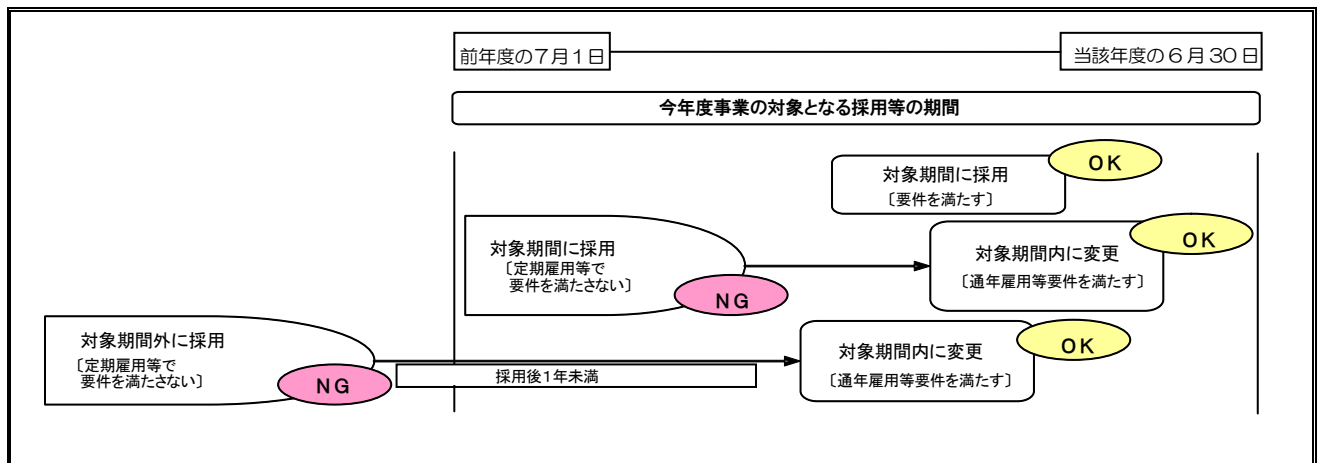 前年度の7月1日
当該年度の6月30日
今年度事業の対象となる採用等の期間
対象期間に採用
〔要件を満たす〕
OK
対象期間に採用
〔定期雇用等で
要件を満たさない〕
NG
対象期間内に変更
〔通年雇用等要件を満たす〕
OK
対象期間外に採用
〔定期雇用等で
要件を満たさない〕
NG
採用後1年未満
対象期間内に変更
〔通年雇用等要件を満たす〕
OK